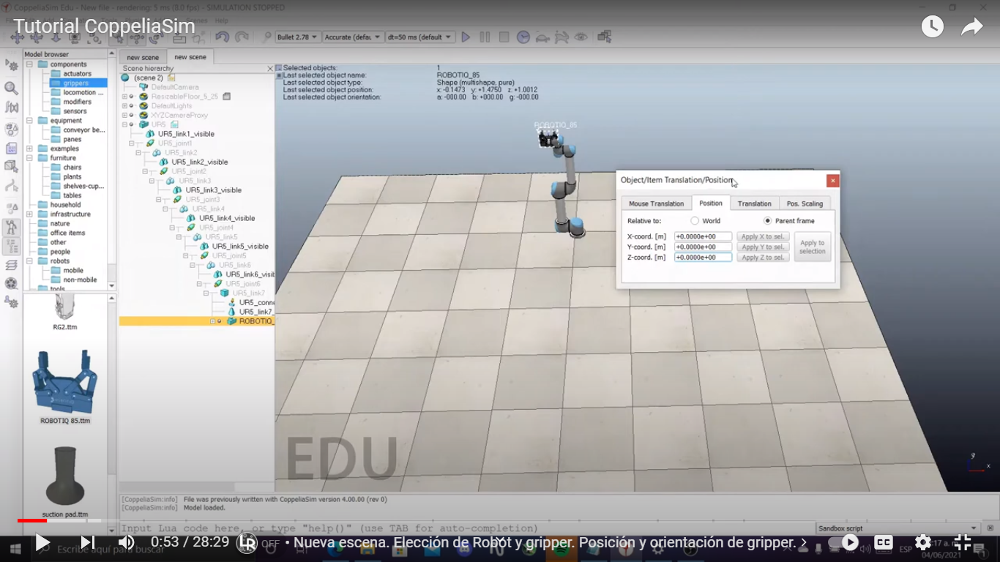 CoppeliaSim Edu - New file - rendering: 5 ms (8.0 fps) - SIMULATION STOPPED
Tutorial CoppeliaSim
Bullet 2.78
Accurate (defau
dt=50 ms (default
Model browser
components
actuators
grippers
locomotion ...
modifiers
sensors
equipment
conveyor be...
panes
examples
furniture
chairs
plants
shelves-cup...
tables
household
infrastructure
nature
office items
other
people
robots
mobile
non-mobile
tools
RG2.ttm
ROBOTIQ 85.ttm
suction pad.ttm
new scene
new scene
Scene hierarchy
(scene 2)
DefaultCamera
ResizableFloor_5_25
DefaultLights
XYZCameraProxy
UR5
UR5_link1_visible
UR5_joint1
UR5_link2
UR5_link2_visible
UR5_joint2
UR5_link3
UR5_link3_visible
UR5_joint3
UR5_link4
UR5_link4_visible
UR5_joint4
UR5_link5
UR5_link5_visible
UR5_joint5
UR5_link6
UR5_link6_visib
UR5_joint6
UR5_link7
UR5_conne
UR5_link7_
ROBOTIQ_
Selected objects: 1
Last selected object name: ROBOTIQ_85
Last selected object type: Shape (multishape, pure)
Last selected object position: x: -0.1473 y: +1.4750 z: +1.0012
Last selected object orientation: a: -000.00 b: +000.00 g: -000.00
ROBOTIQ_85
Object/Item Translation/Position
Mouse Translation
Position
Translation
Pos. Scaling
Relative to: World Parent frame
X-coord. [m] +0.0000e+00 Apply X to sel.
Y-coord. [m] +0.0000e+00 Apply Y to sel.
Z-coord. [m] +0.0000e+00 Apply Z to sel.
Apply to
selection
EDU
x
[CoppeliaSim:info] File was previously written with CoppeliaSim version 4.00.00 (rev 0)
[CoppeliaSim:info] Model loaded.
Input Lua code here, or type "help()" (use TAB for auto-completion)
Sandbox script
0:53 / 28:29
OFF
• Nueva escena. Elección de Robot y gripper. Posición y orientación de gripper.
CC
Escribe aquí para buscar
ESP
04/06/2021